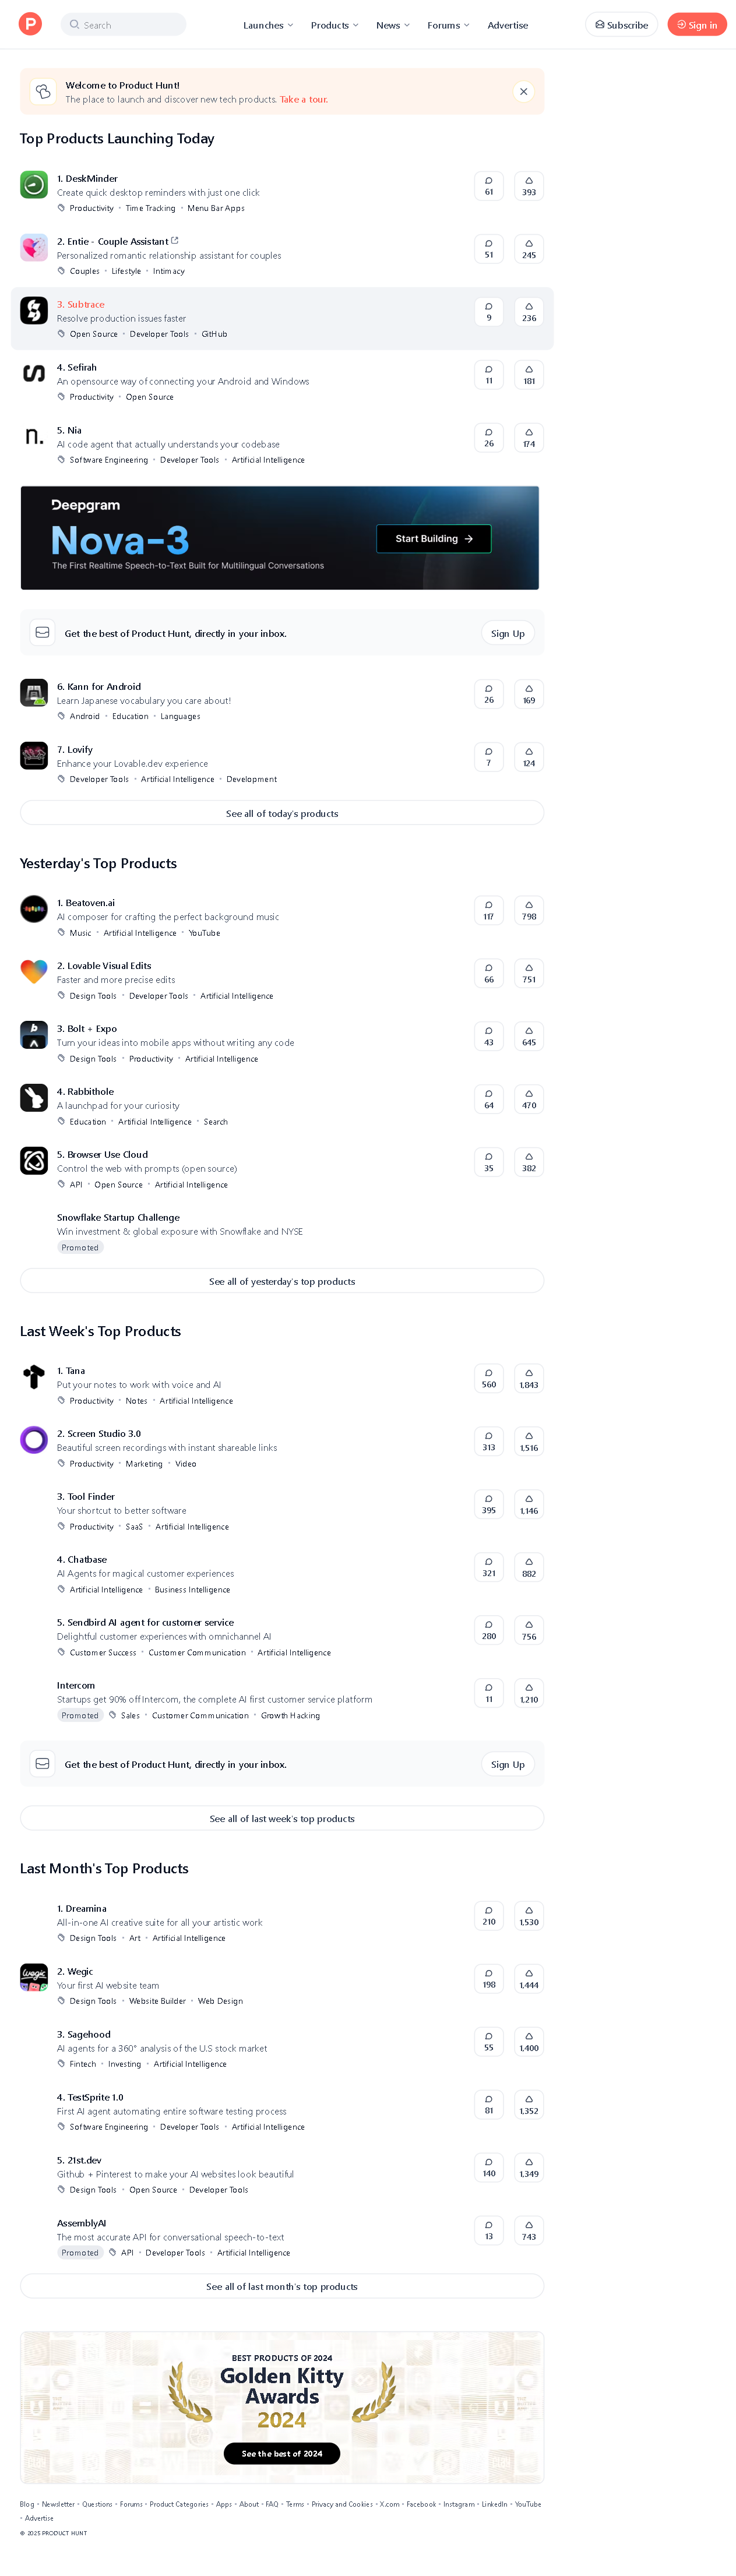 P Search Launches Products News Forums Advertise Subscribe Sign in
Welcome to Product Hunt!
The place to launch and discover new tech products. Take a tour.
Top Products Launching Today
1. DeskMinder
Create quick desktop reminders with just one click
Productivity • Time Tracking • Menu Bar Apps
61 393
2. Entie - Couple Assistant
Personalized romantic relationship assistant for couples
Couples • Lifestyle • Intimacy
51 245
3. Subtrace
Resolve production issues faster
Open Source • Developer Tools • GitHub
9 236
4. Sefirah
An opensource way of connecting your Android and Windows
Productivity • Open Source
11 181
n.
5. Nia
AI code agent that actually understands your codebase
Software Engineering • Developer Tools • Artificial Intelligence
26 174
Deepgram
Nova-3
The First Realtime Speech-to-Text Built for Multilingual Conversations
Start Building →
Get the best of Product Hunt, directly in your inbox. Sign Up
6. Kann for Android
Learn Japanese vocabulary you care about!
Android • Education • Languages
26 169
7. Lovify
Enhance your Lovable.dev experience
Developer Tools • Artificial Intelligence • Development
7 124
See all of today's products
Yesterday's Top Products
1. Beatoven.ai
AI composer for crafting the perfect background music
Music • Artificial Intelligence • YouTube
117 798
2. Lovable Visual Edits
Faster and more precise edits
Design Tools • Developer Tools • Artificial Intelligence
66 751
b
3. Bolt + Expo
Turn your ideas into mobile apps without writing any code
Design Tools • Productivity • Artificial Intelligence
43 645
4. Rabbithole
A launchpad for your curiosity
Education • Artificial Intelligence • Search
64 470
5. Browser Use Cloud
Control the web with prompts (open source)
API • Open Source • Artificial Intelligence
35 382
Snowflake Startup Challenge
Win investment & global exposure with Snowflake and NYSE
Promoted
See all of yesterday's top products
Last Week's Top Products
1. Tana
Put your notes to work with voice and AI
Productivity • Notes • Artificial Intelligence
560 1,843
2. Screen Studio 3.0
Beautiful screen recordings with instant shareable links
Productivity • Marketing • Video
313 1,516
3. Tool Finder
Your shortcut to better software
Productivity • SaaS • Artificial Intelligence
395 1,146
4. Chatbase
AI Agents for magical customer experiences
Artificial Intelligence • Business Intelligence
321 882
5. Sendbird AI agent for customer service
Delightful customer experiences with omnichannel AI
Customer Success • Customer Communication • Artificial Intelligence
280 756
Intercom
Startups get 90% off Intercom, the complete AI first customer service platform
Promoted Sales • Customer Communication • Growth Hacking
11 1,210
Get the best of Product Hunt, directly in your inbox. Sign Up
See all of last week's top products
Last Month's Top Products
1. Dreamina
All-in-one AI creative suite for all your artistic work
Design Tools • Art • Artificial Intelligence
210 1,530
wegic
2. Wegic
Your first AI website team
Design Tools • Website Builder • Web Design
198 1,444
3. Sagehood
AI agents for a 360° analysis of the U.S stock market
Fintech • Investing • Artificial Intelligence
55 1,400
4. TestSprite 1.0
First AI agent automating entire software testing process
Software Engineering • Developer Tools • Artificial Intelligence
81 1,352
5. 21st.dev
Github + Pinterest to make your AI websites look beautiful
Design Tools • Open Source • Developer Tools
140 1,349
AssemblyAI
The most accurate API for conversational speech-to-text
Promoted API • Developer Tools • Artificial Intelligence
13 743
See all of last month's top products
BEST PRODUCTS OF 2024
Golden Kitty
Awards
2024
See the best of 2024
Blog • Newsletter • Questions • Forums • Product Categories • Apps • About • FAQ • Terms • Privacy and Cookies • X.com • Facebook • Instagram • LinkedIn • YouTube
• Advertise
© 2025 PRODUCT HUNT